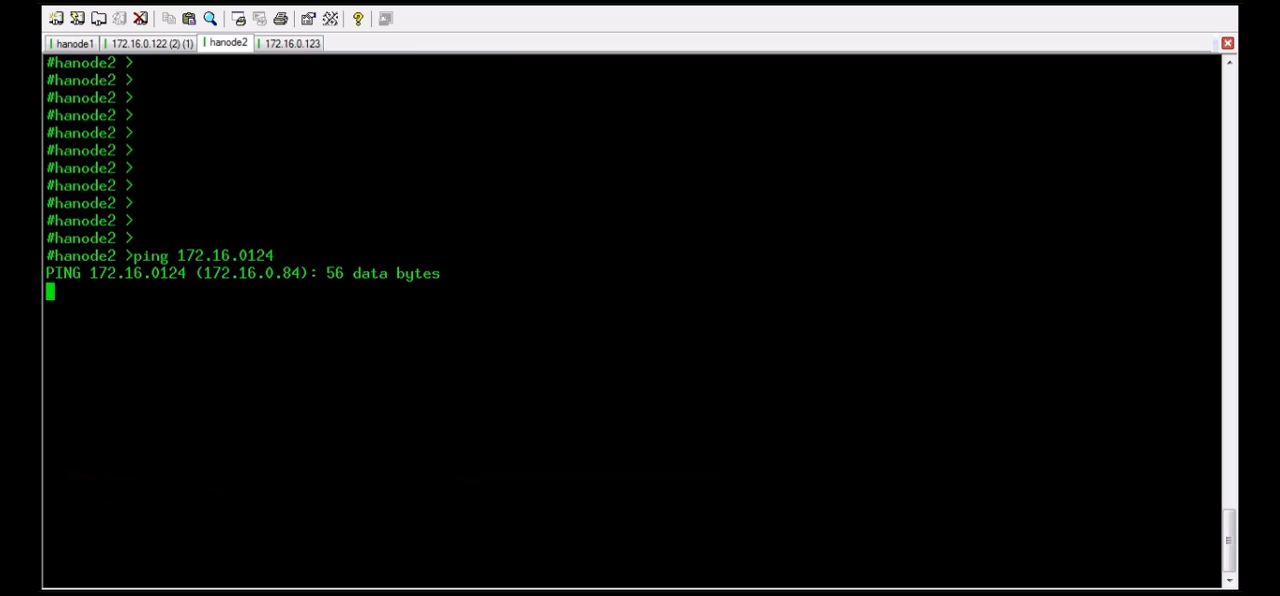 hanode1 172.16.0.122 (2) (1) hanode2 172.16.0.123
#hanode2 >
#hanode2 >
#hanode2 >
#hanode2 >
#hanode2 >
#hanode2 >
#hanode2 >
#hanode2 >
#hanode2 >
#hanode2 >
#hanode2 >
#hanode2 >ping 172.16.0124
PING 172.16.0124 (172.16.0.84): 56 data bytes